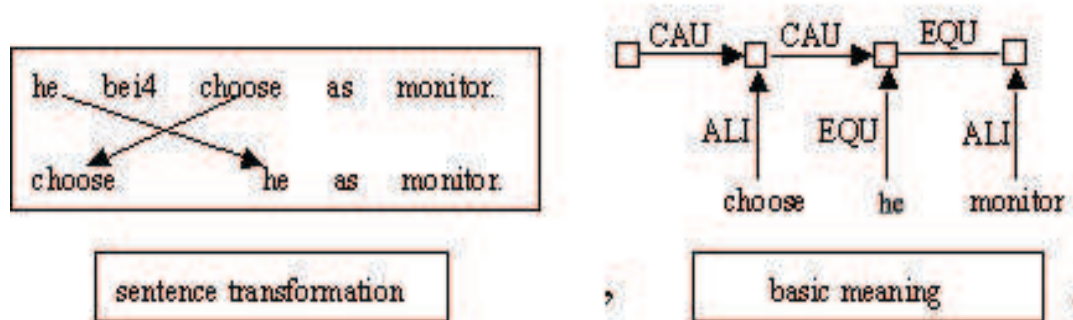 he bei4 choose as monitor.
choose he as monitor.
sentence transformation
CAU CAU EQU
ALI EQU ALI
choose he monitor
, basic meaning